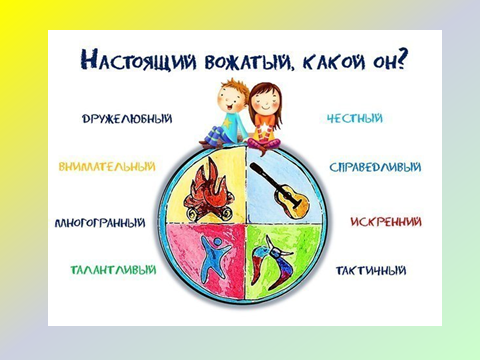 Настоящий вожатый, какой он?
дружелюбный
честный
внимательный
справедливый
многогранный
искренний
талантливый
тактичный